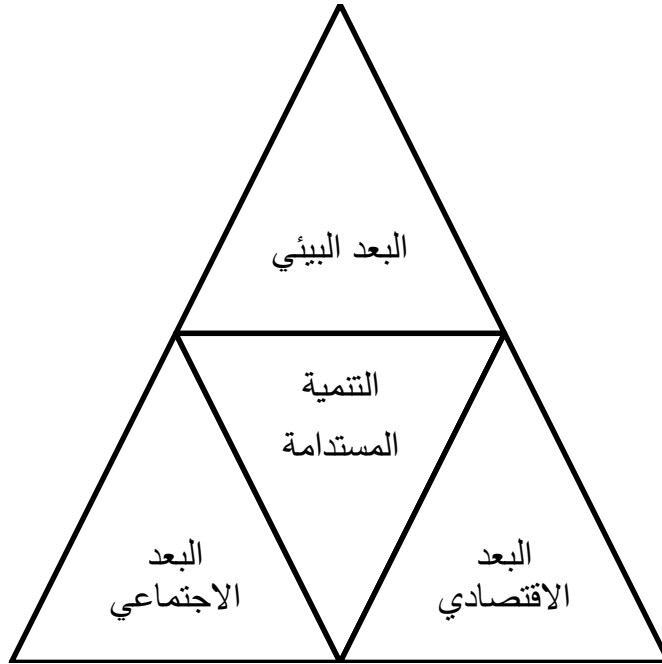 البعد البيئي
التنمية
المستدامة
البعد
الاقتصادي
البعد
الاجتماعي